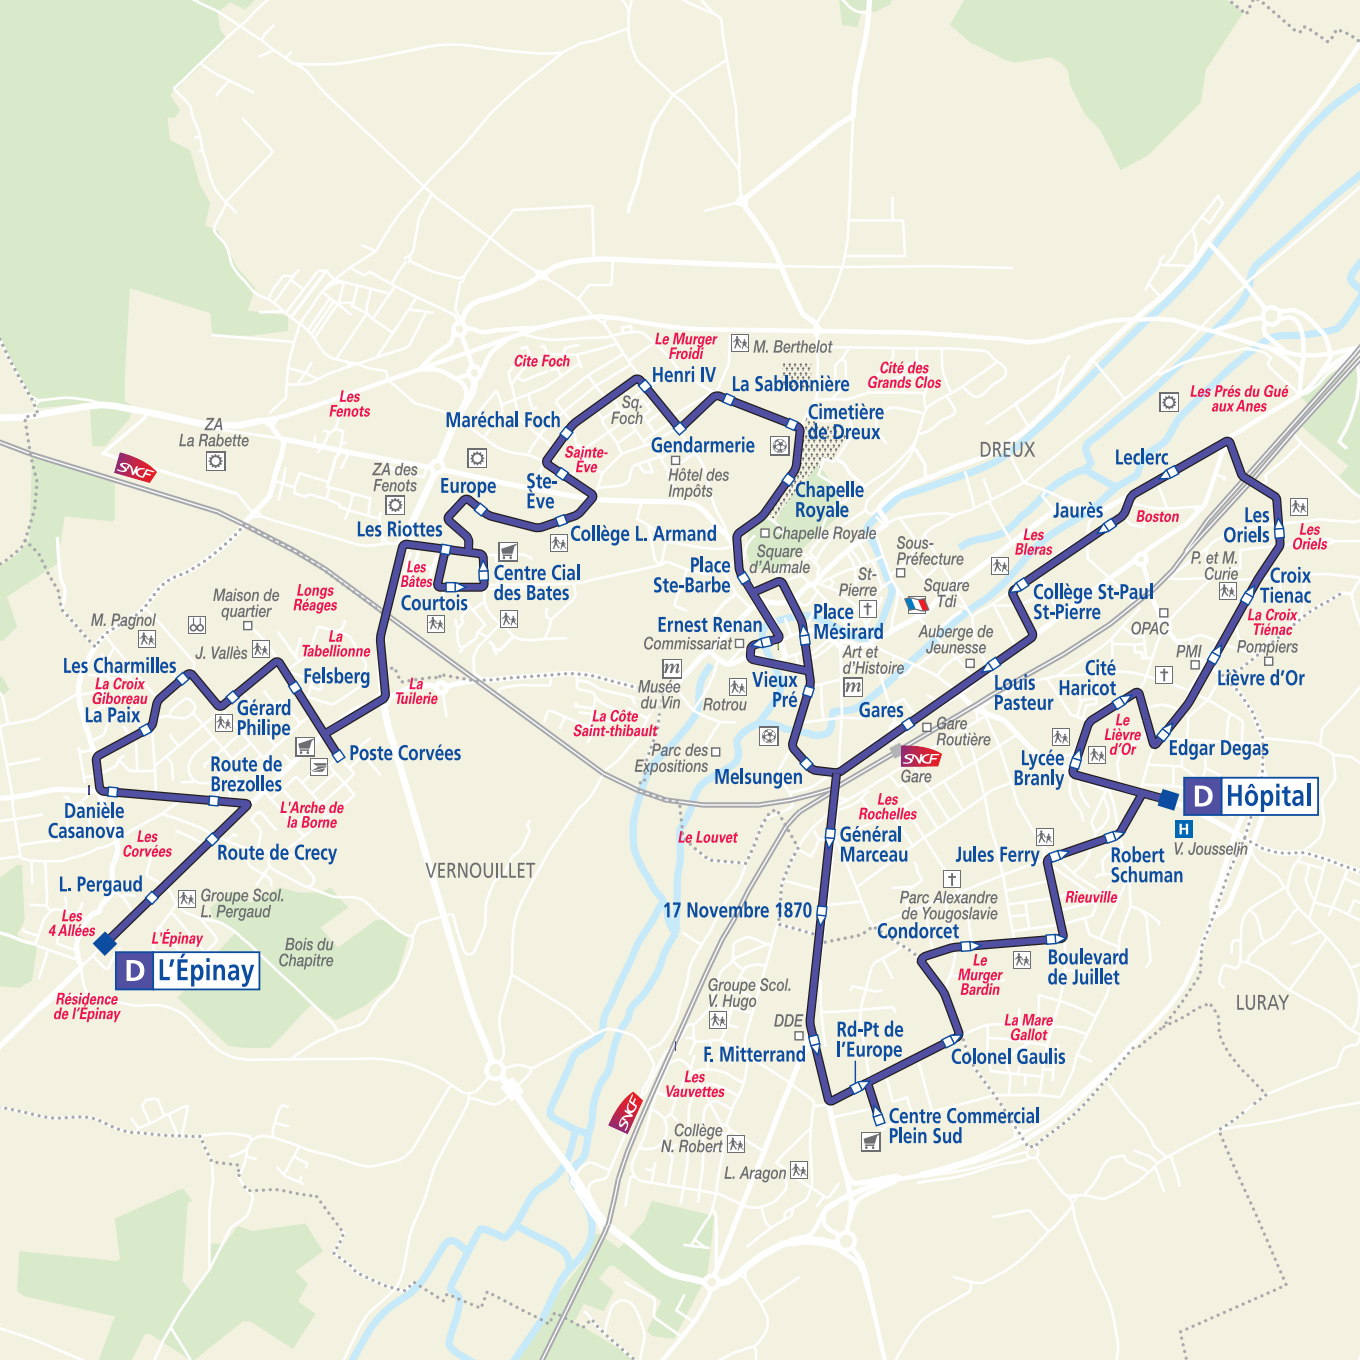 M. Berthelot
Le Murger
Froidi
Cite Foch
Henri IV
La Sablonnière
Cité des
Grands Clos
Les Prés du Gué
aux Anes
Les
Fenots
Sq.
Foch
Maréchal Foch
Cimetière
de Dreux
ZA
La Rabette
SNCF
Gendarmerie
Sainte-
Ève
DREUX
Leclerc
ZA des
Fenots
Europe
Ste-
Ève
Hôtel des
Impôts
Chapelle
Royale
Jaurès
Boston
Les
Oriels
Les
Oriels
Les Riottes
Collège L. Armand
Chapelle Royale
Square
d'Aumale
Sous-
Préfecture
Les
Bleras
P. et M.
Curie
Les
Bâtes
Centre Cial
des Bates
Place
Ste-Barbe
St-
Pierre
Square
Tdi
Collège St-Paul
St-Pierre
Croix
Tienac
Longs
Réages
Maison de
quartier
Courtois
Place
Mésirard
OPAC
La Croix
Tiénac
M. Pagnol
Ernest Renan
Commissariat
Auberge de
Jeunesse
La
Tabellionne
J. Vallès
PMI
Pompiers
Les Charmilles
La Croix
Giboreau
Felsberg
La
Tuilerie
m
Musée
du Vin
Rotrou
Vieux
Pré
Art et
d'Histoire
m
Louis
Pasteur
Cité
Haricot
Lièvre d'Or
La Paix
Gérard
Philipe
La Côte
Saint-thibault
Gares
Gare
Routière
Le
Lièvre
d'Or
Edgar Degas
Poste Corvées
Parc des
Expositions
Melsungen
SNCF
Gare
Lycée
Branly
Route de
Brezolles
D Hôpital
Danièle
Casanova
L'Arche de
la Borne
Les
Rochelles
H
V. Jousselin
Les
Corvées
Route de Crecy
Le Louvet
Général
Marceau
Jules Ferry
Robert
Schuman
VERNOUILLET
L. Pergaud
Groupe Scol.
L. Pergaud
Parc Alexandre
de Yougoslavie
Rieuville
Les
4 Allées
17 Novembre 1870
Condorcet
L'Épinay
Bois du
Chapitre
D L'Épinay
Le
Murger
Bardin
Boulevard
de Juillet
Résidence
de l'Épinay
Groupe Scol.
V. Hugo
LURAY
DDE
Rd-Pt de
l'Europe
La Mare
Gallot
F. Mitterrand
Colonel Gaulis
Les
Vauvettes
SNCF
Centre Commercial
Plein Sud
Collège
N. Robert
L. Aragon